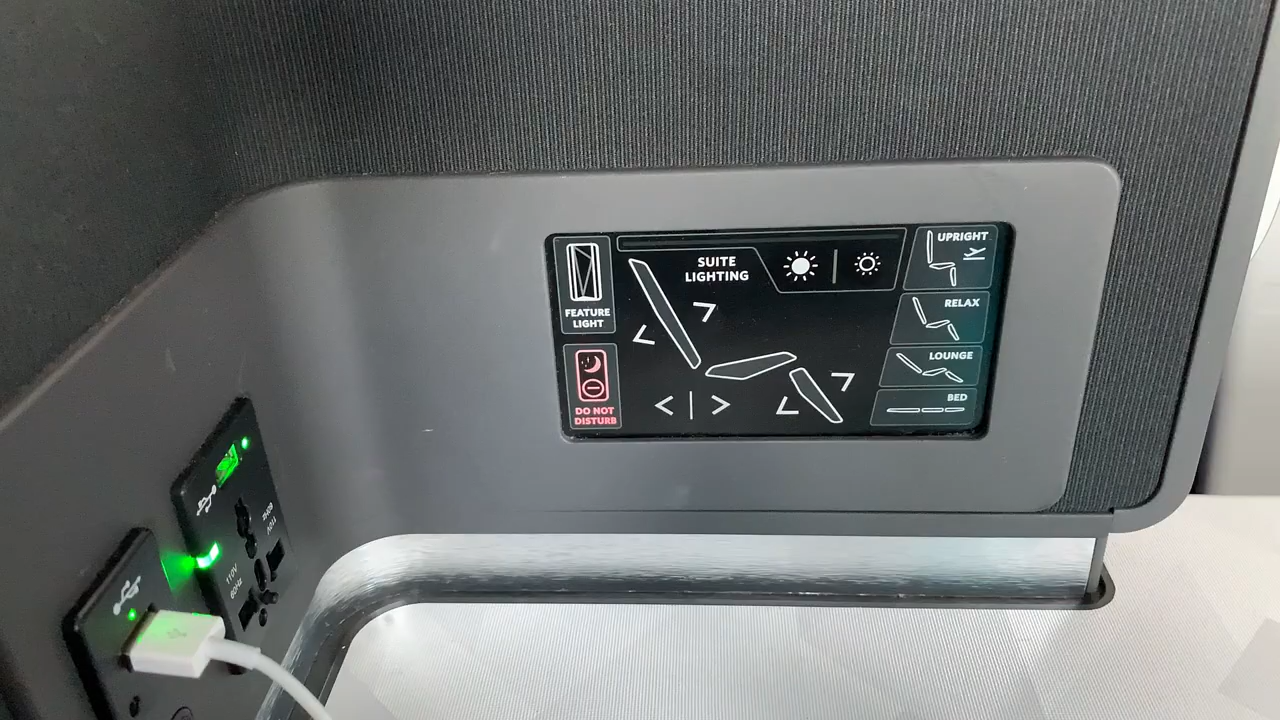 FEATURE
LIGHT
DO NOT
DISTURB
SUITE
LIGHTING
UPRIGHT
RELAX
LOUNGE
BED
110V
60Hz